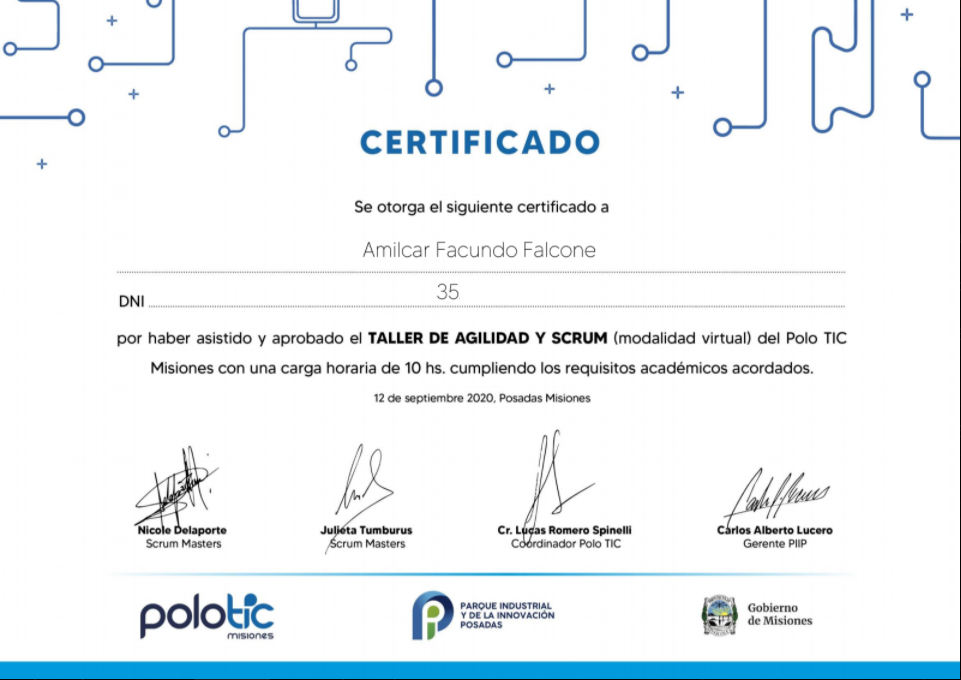 CERTIFICADO
Se otorga el siguiente certificado a
Amilcar Facundo Falcone
DNI 35
por haber asistido y aprobado el TALLER DE AGILIDAD Y SCRUM (modalidad virtual) del Polo TIC
Misiones con una carga horaria de 10 hs. cumpliendo los requisitos académicos acordados.
12 de septiembre 2020, Posadas Misiones
Nicole Delaporte
Scrum Masters
Julieta Tumburus
Scrum Masters
Cr. Lucas Romero Spinelli
Coordinador Polo TIC
Carlos Alberto Lucero
Gerente PIIP
polotic
misiones
PARQUE INDUSTRIAL
Y DE LA INNOVACIÓN
POSADAS
Gobierno
de Misiones